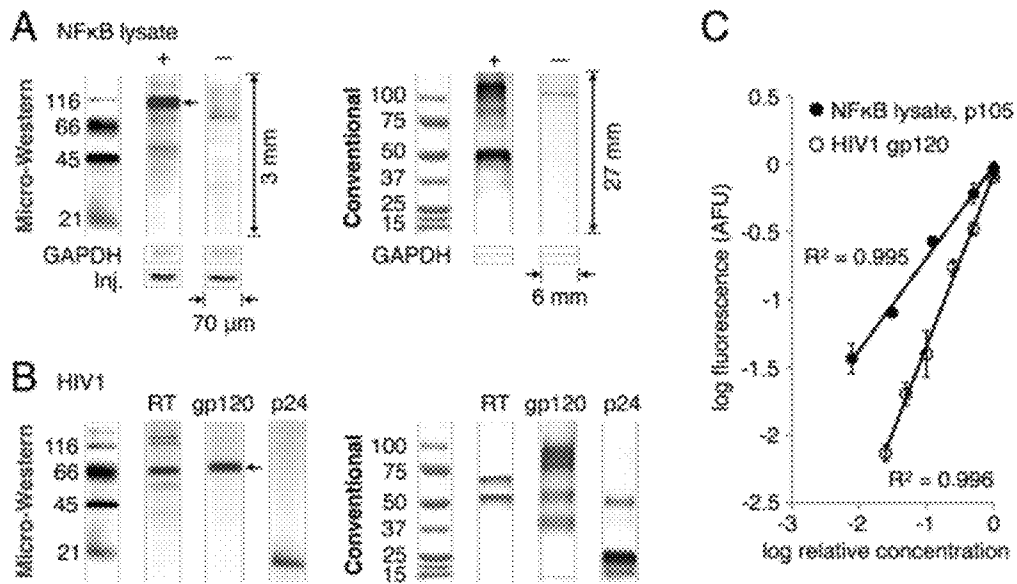 A NFκB lysate
+ −
Micro-Western
116
66
45
21
3 mm
GAPDH
Inj.
70 µm
+ −
Conventional
100
75
50
37
25
15
27 mm
GAPDH
6 mm
B HIV1
RT gp120 p24
Micro-Western
116
66
45
21
RT gp120 p24
Conventional
100
75
50
37
25
15
C
NFκB lysate, p105
HIV1 gp120
log fluorescence (AFU)
0.5
0
-0.5
-1
-1.5
-2
-2.5
R² = 0.995
R² = 0.996
-3 -2 -1 0
log relative concentration